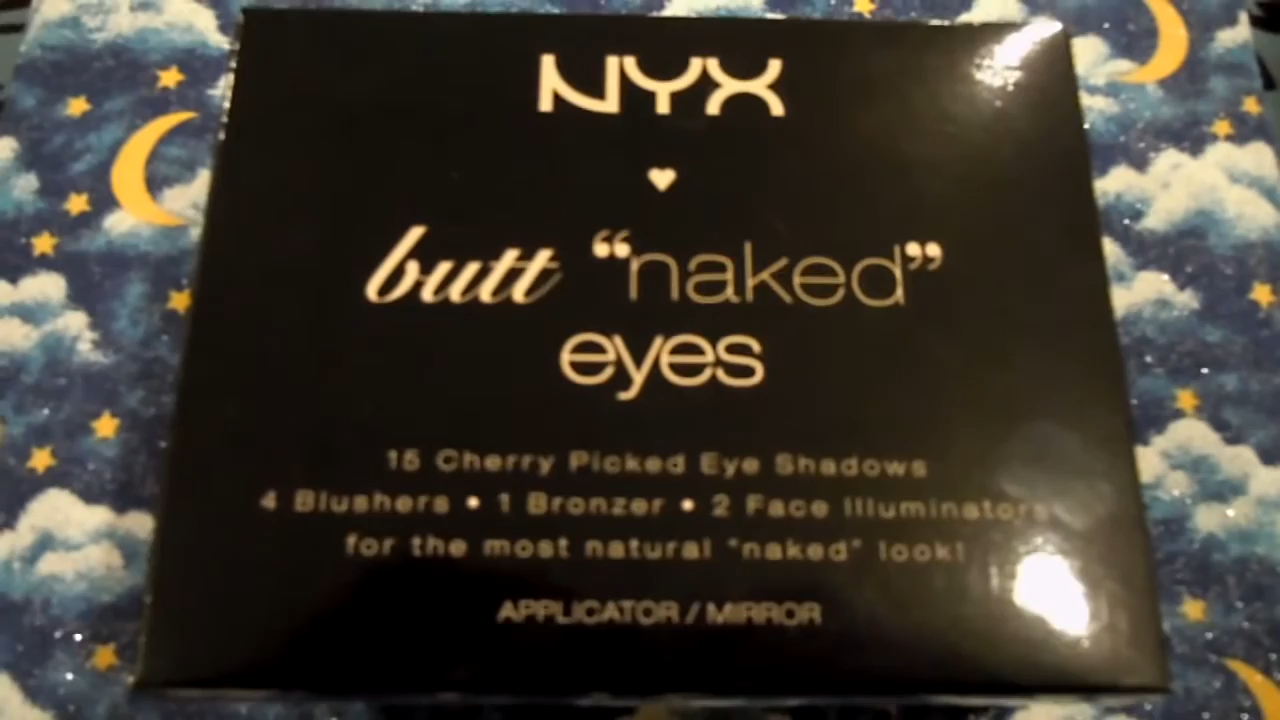 NYX
butt “naked”
eyes
15 Cherry Picked Eye Shadows
4 Blushers • 1 Bronzer • 2 Face Illuminators
for the most natural "naked" look!
APPLICATOR / MIRROR